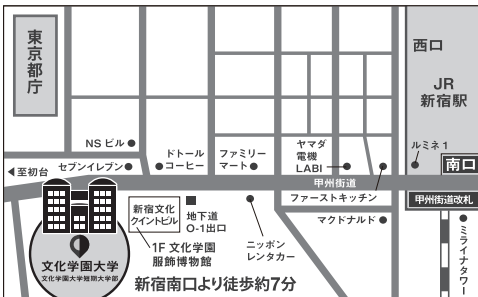 東京都庁
西口
JR
新宿駅
NSビル
ドトール
コーヒー
ファミリー
マート
ヤマダ
電機
LABI
ルミネ1
◀至初台
セブンイレブン
南口
甲州街道
ファーストキッチン
甲州街道改札
新宿文化
クイントビル
地下道
O-1出口
マクドナルド
ミライナタワー
1F 文化学園
服飾博物館
ニッポン
レンタカー
文化学園大学
文化学園大学短期大学部
新宿南口より徒歩約7分